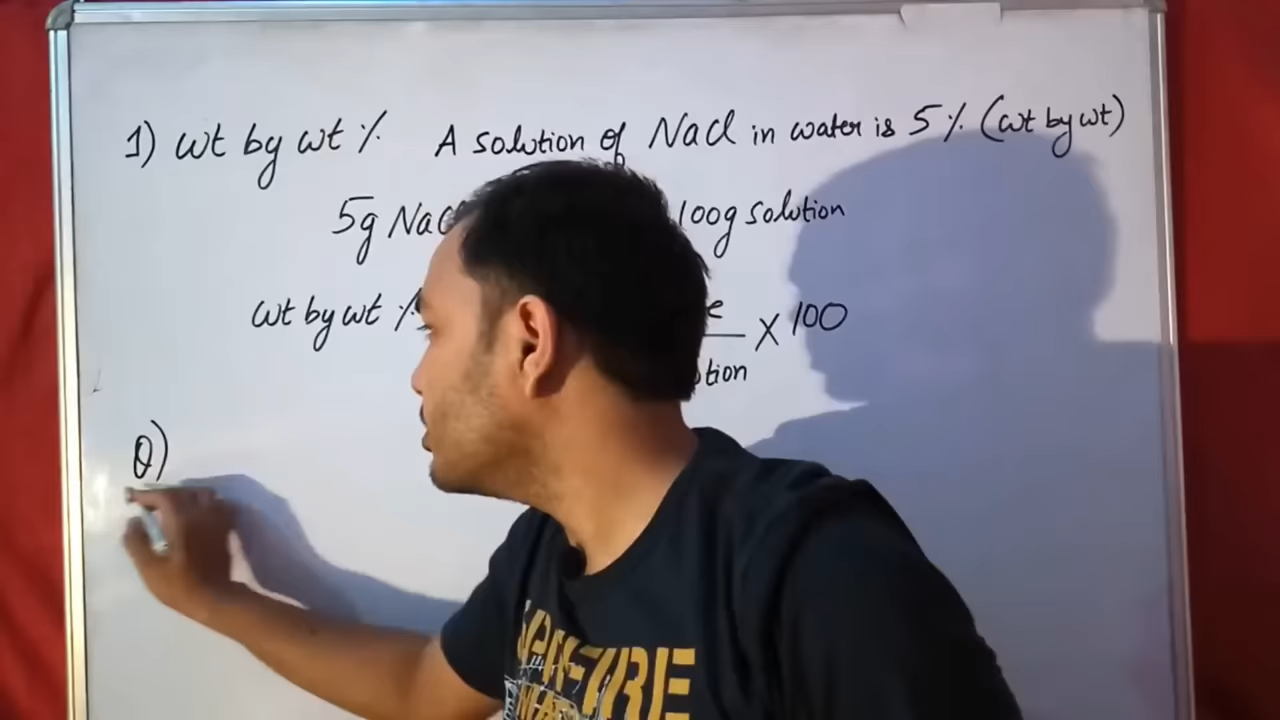 1) wt by wt % A solution of NaCl in water is 5% (wt by wt)
5g NaCl 100g solution
wt by wt % × 100
Q)